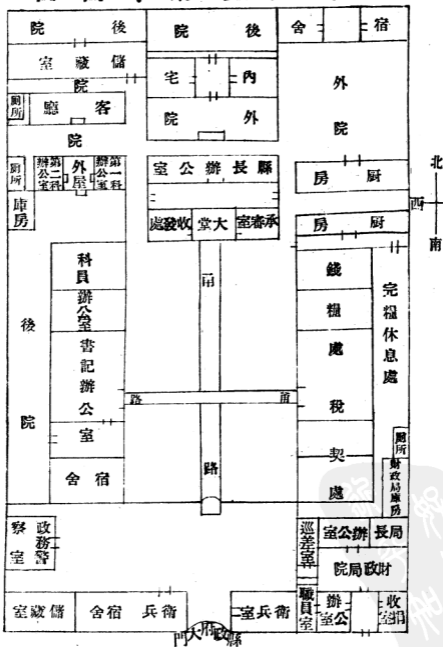 宿舍
後院
後院
儲藏室
內宅
外院
外院
院
客廳
廁所
院
廚房
縣長辦公室
第一科辦公室
外屋
第二科辦公室
廁所
北
西
南
廚房
承審室
大堂
收發處
庫房
甬路
甬路
錢糧處
稅契處
完糧休息處
科員辦公室
書記辦公室
宿舍
後院
廁所
財政局庫房
局長
辦公室
巡差室
財政局院
政務警察室
收捐室
辦公室
職員室
衛兵室
衛兵宿舍
儲藏室
縣政府大門